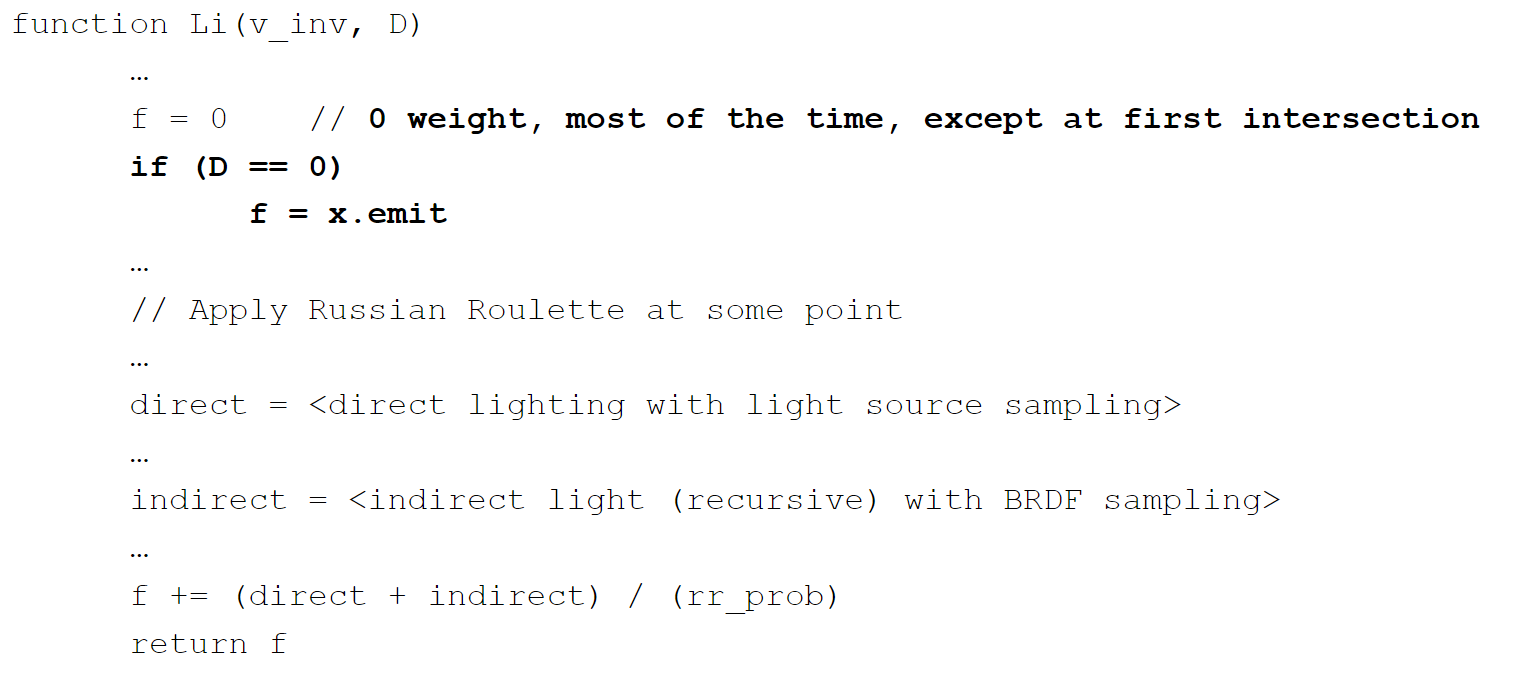 function Li(v_inv, D)
…
f = 0    // 0 weight, most of the time, except at first intersection
if (D == 0)
f = x.emit
…
// Apply Russian Roulette at some point
…
direct = <direct lighting with light source sampling>
…
indirect = <indirect light (recursive) with BRDF sampling>
…
f += (direct + indirect) / (rr_prob)
return f